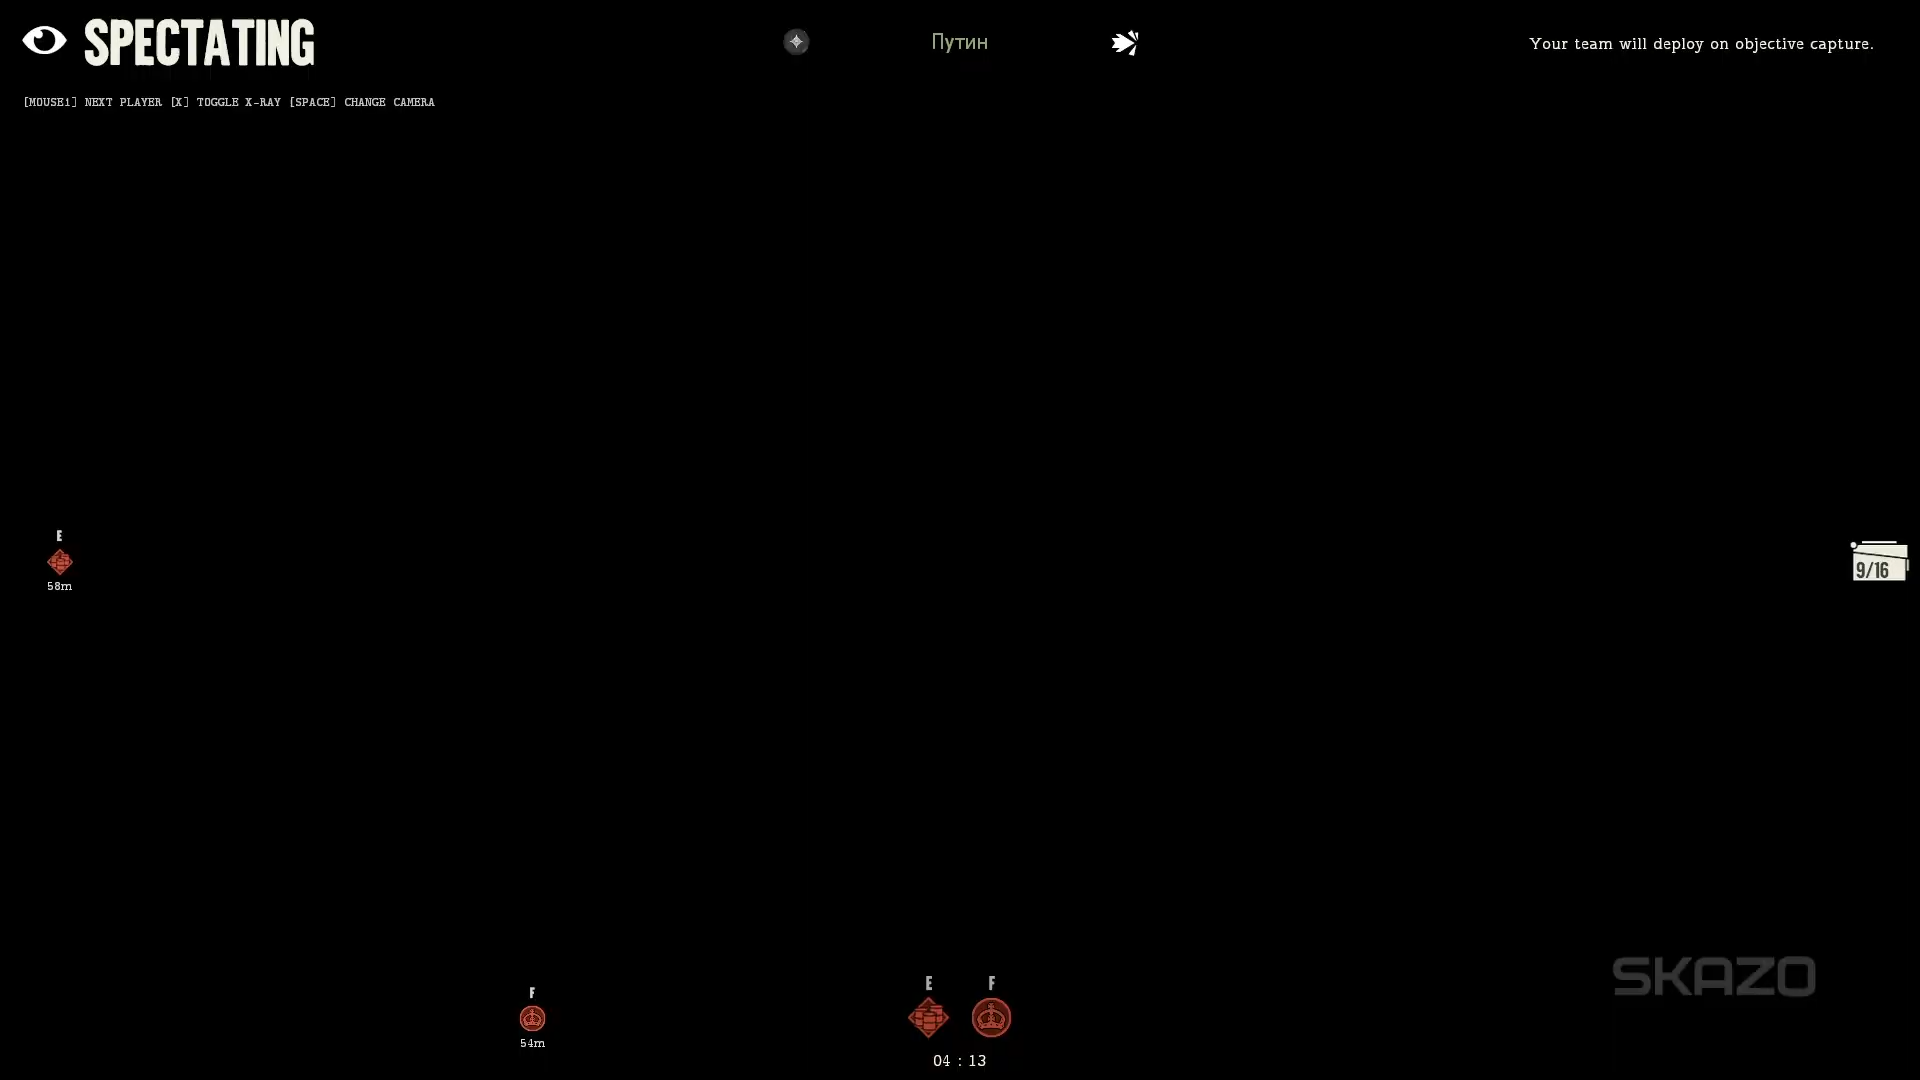 SPECTATING
Путин
Your team will deploy on objective capture.
[MOUSE1] NEXT PLAYER [X] TOGGLE X-RAY [SPACE] CHANGE CAMERA
E
58m
9/16
SKAZO
E F
F
54m
04 : 13